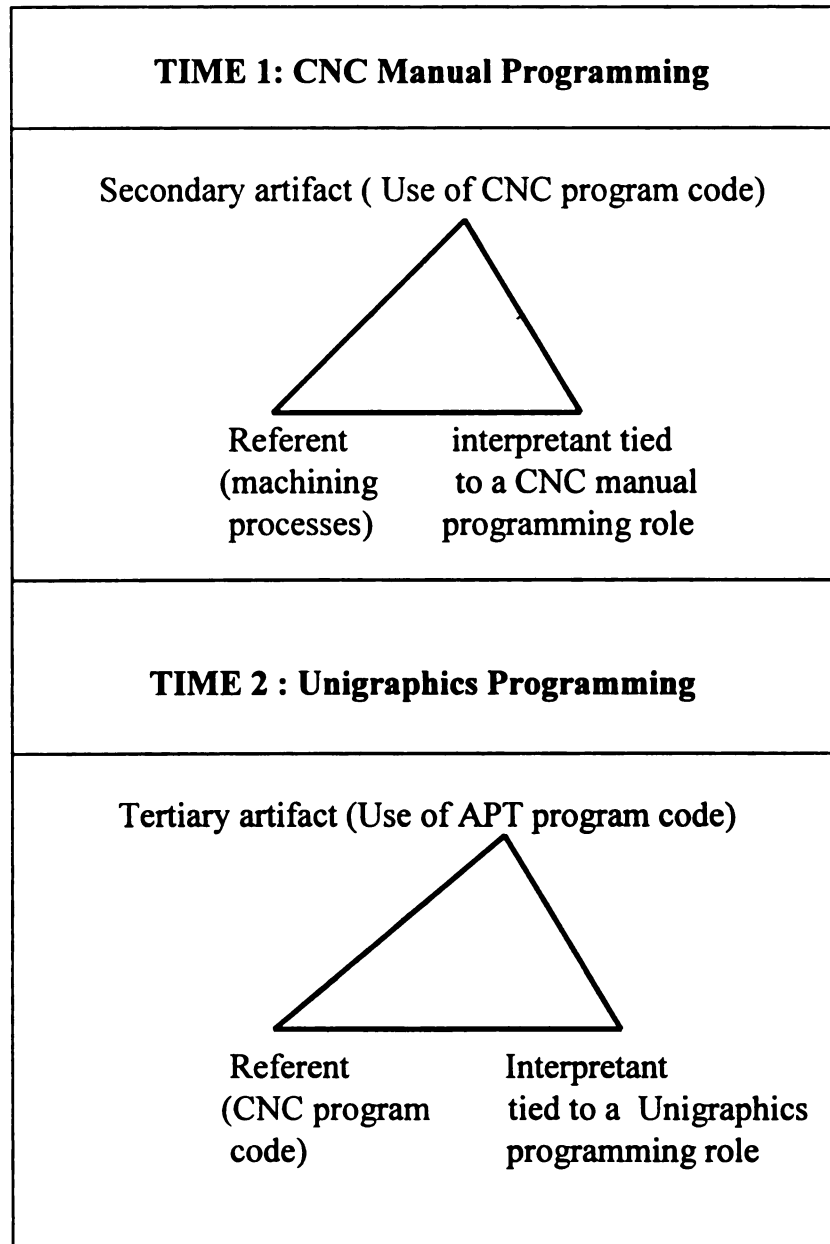 TIME 1: CNC Manual Programming
Secondary artifact ( Use of CNC program code)
Referent
(machining
processes)
interpretant tied
to a CNC manual
programming role
TIME 2 : Unigraphics Programming
Tertiary artifact (Use of APT program code)
Referent
(CNC program
code)
Interpretant
tied to a Unigraphics
programming role